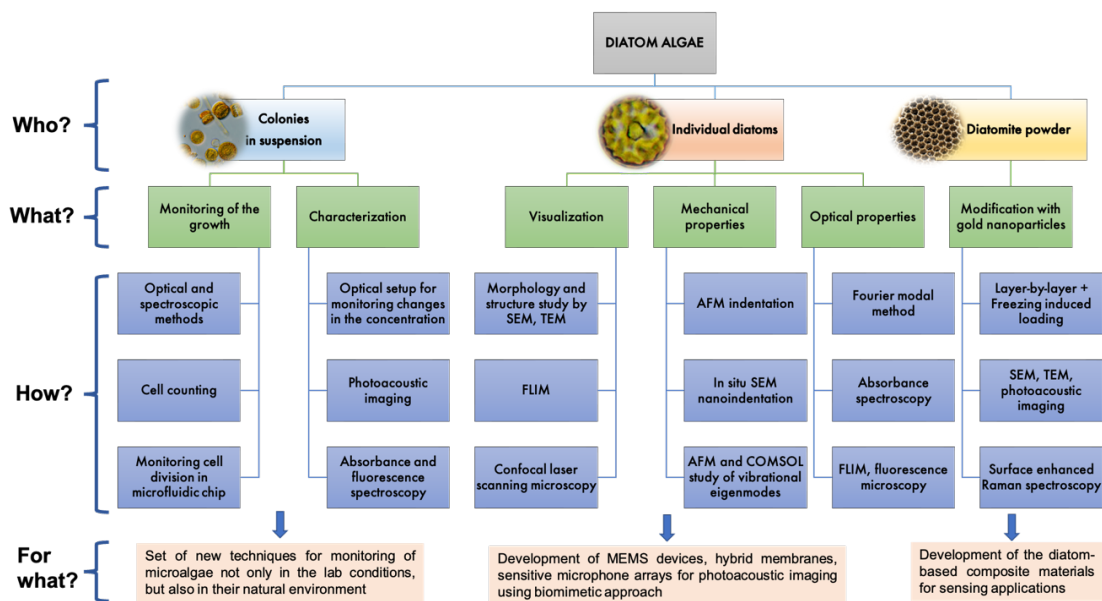 DIATOM ALGAE
Who?
Colonies
in suspension
Individual diatoms
Diatomite powder
What?
Monitoring of the
growth
Characterization
Visualization
Mechanical
properties
Optical properties
Modification with
gold nanoparticles
How?
Optical and
spectroscopic
methods
Optical setup for
monitoring changes
in the concentration
Morphology and
structure study by
SEM, TEM
AFM indentation
Fourier modal
method
Layer-by-layer +
Freezing induced
loading
Cell counting
Photoacoustic
imaging
FLIM
In situ SEM
nanoindentation
Absorbance
spectroscopy
SEM, TEM,
photoacoustic
imaging
Monitoring cell
division in
microfluidic chip
Absorbance and
fluorescence
spectroscopy
Confocal laser
scanning microscopy
AFM and COMSOL
study of vibrational
eigenmodes
FLIM, fluorescence
microscopy
Surface enhanced
Raman spectroscopy
For
what?
Set of new techniques for monitoring of
microalgae not only in the lab conditions,
but also in their natural environment
Development of MEMS devices, hybrid membranes,
sensitive microphone arrays for photoacoustic imaging
using biomimetic approach
Development of the diatom-
based composite materials
for sensing applications